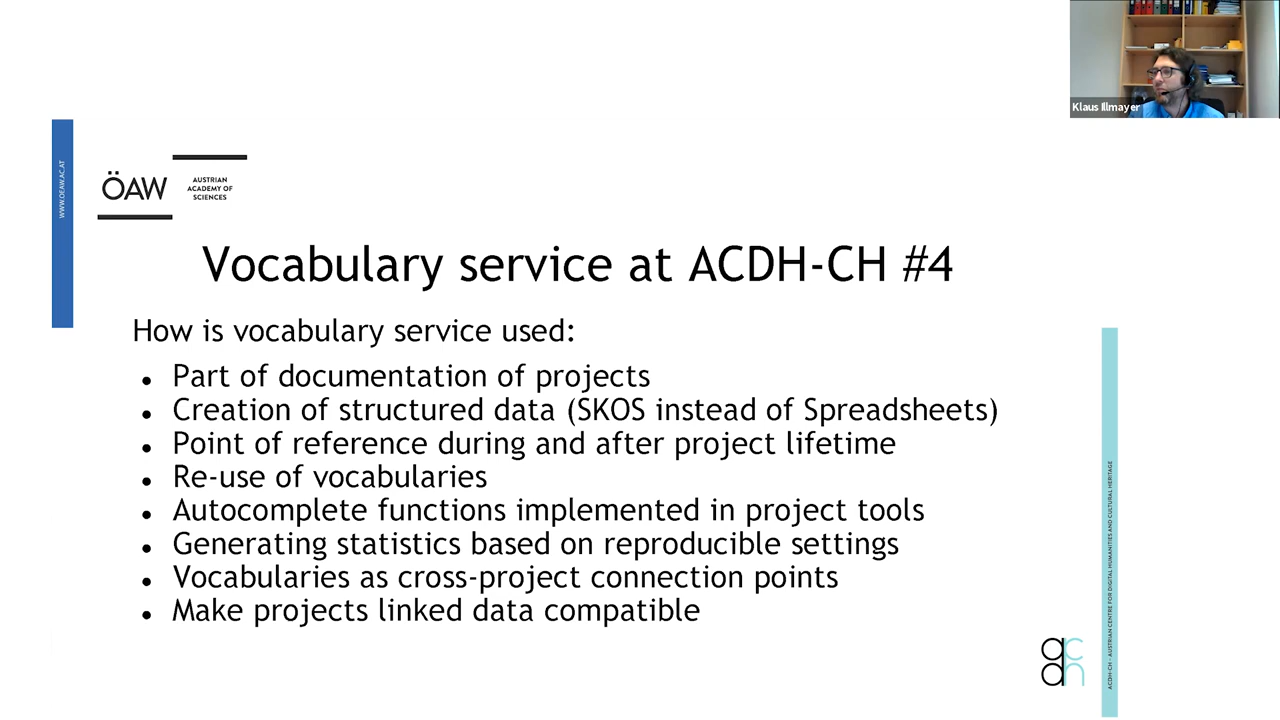 Klaus Illmayer
WWW.OEAW.AC.AT
ÖAW
AUSTRIAN
ACADEMY OF
SCIENCES
Vocabulary service at ACDH-CH #4
How is vocabulary service used:
• Part of documentation of projects
• Creation of structured data (SKOS instead of Spreadsheets)
• Point of reference during and after project lifetime
• Re-use of vocabularies
• Autocomplete functions implemented in project tools
• Generating statistics based on reproducible settings
• Vocabularies as cross-project connection points
• Make projects linked data compatible
ACDH-CH - AUSTRIAN CENTRE FOR DIGITAL HUMANITIES AND CULTURAL HERITAGE
ac
dh